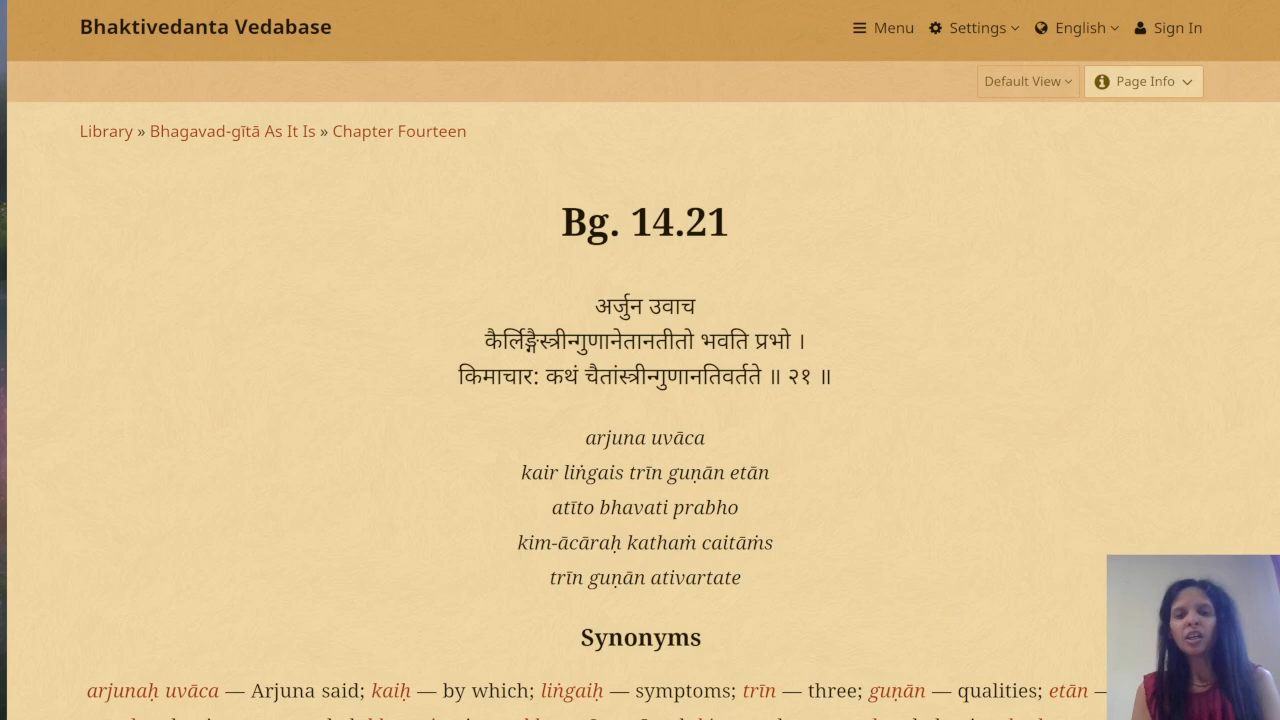 Bhaktivedanta Vedabase
Menu Settings English Sign In
Default View Page Info
Library » Bhagavad-gītā As It Is » Chapter Fourteen
Bg. 14.21
अर्जुन उवाच
कैर्लिङ्गैस्त्रीन्गुणानेतानतीतो भवति प्रभो ।
किमाचार: कथं चैतांस्त्रीन्गुणानतिवर्तते ॥ २१ ॥
arjuna uvāca
kair liṅgais trīn guṇān etān
atīto bhavati prabho
kim-ācāraḥ kathaṁ caitāṁs
trīn guṇān ativartate
Synonyms
arjunaḥ uvāca — Arjuna said; kaiḥ — by which; liṅgaiḥ — symptoms; trīn — three; guṇān — qualities; etān —